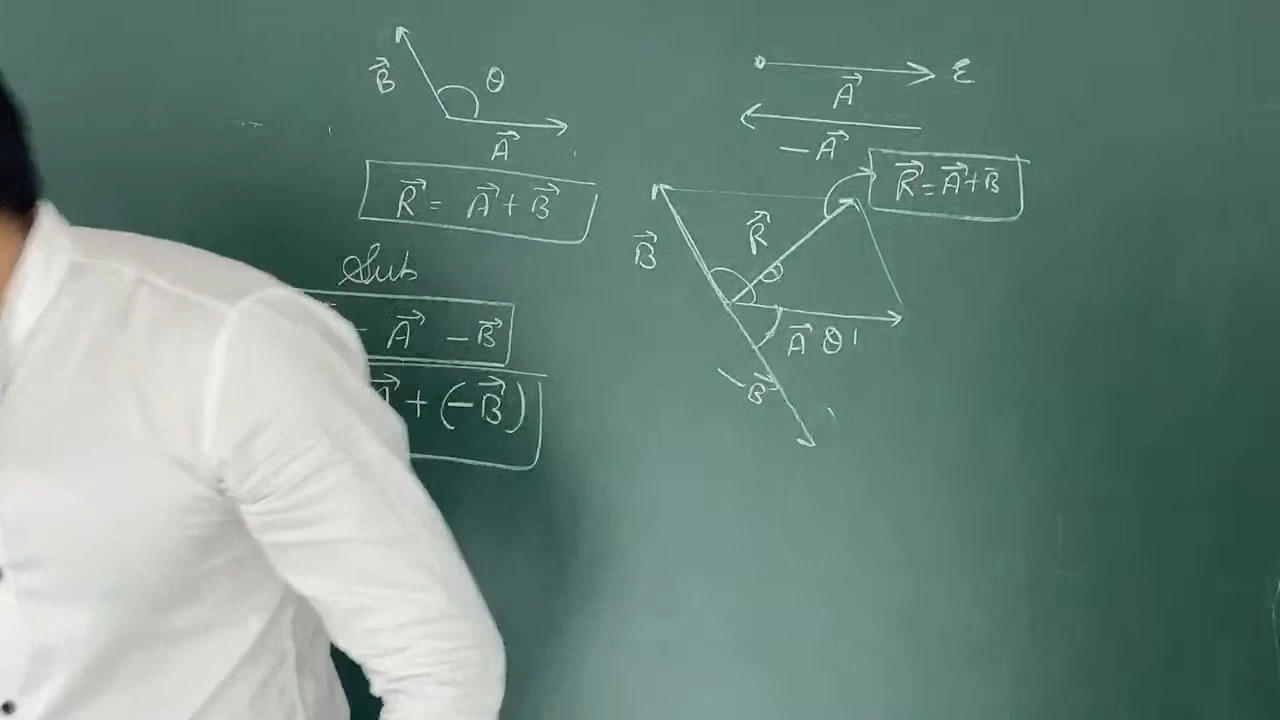 B⃗ θ
A⃗
R⃗ = A⃗ + B⃗
Sub
= A⃗ - B⃗
A⃗ + (-B⃗)
A⃗ ε
-A⃗
R⃗ = A⃗ + B
B⃗ R⃗ θ
A⃗ θ'
-B⃗